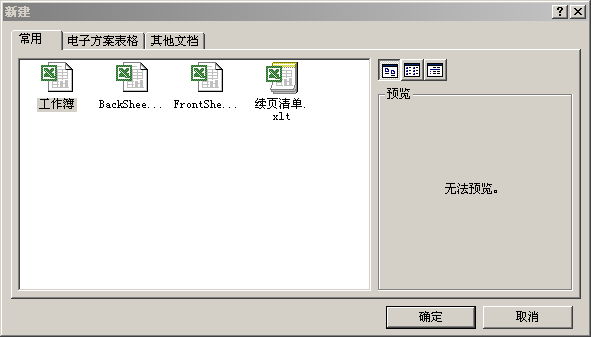 新建
常用 电子方案表格 其他文档
工作簿 BackShee... FrontShe... 续页清单.
xlt
预览
无法预览。
确定 取消